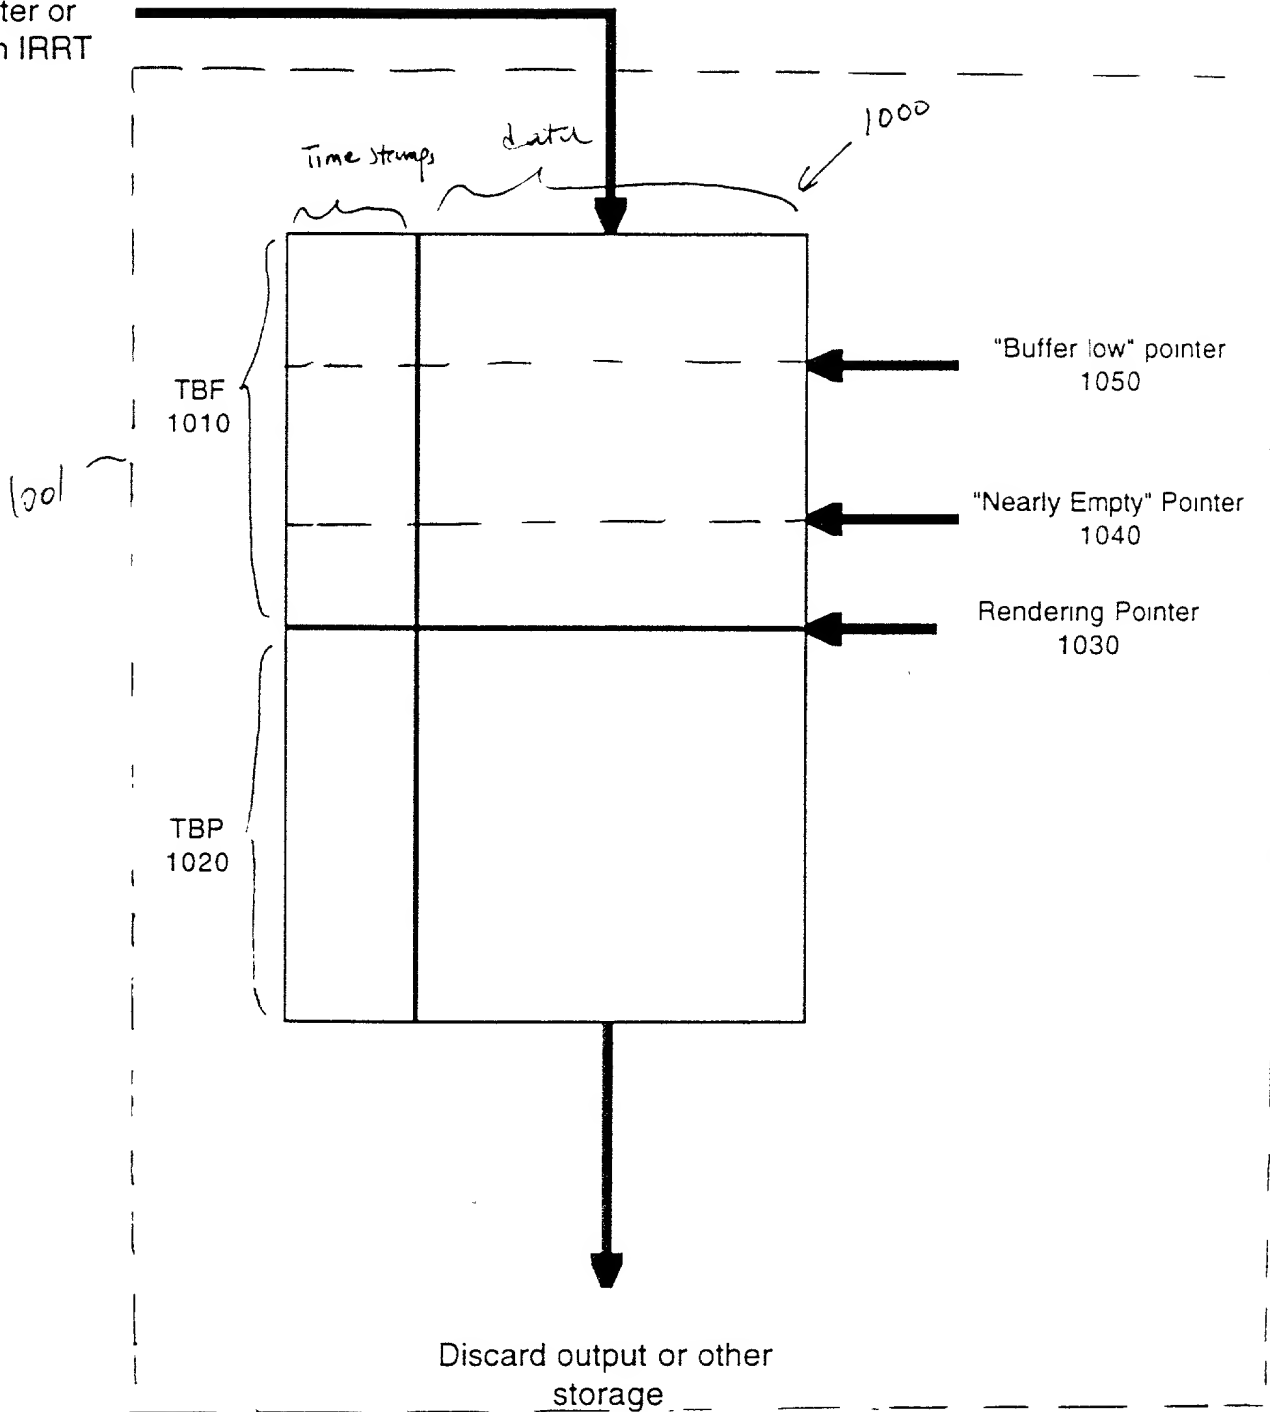 ter or
n IRRT
1000
Time stamps
data
"Buffer low" pointer
1050
TBF
1010
1001
"Nearly Empty" Pointer
1040
Rendering Pointer
1030
TBP
1020
Discard output or other
storage